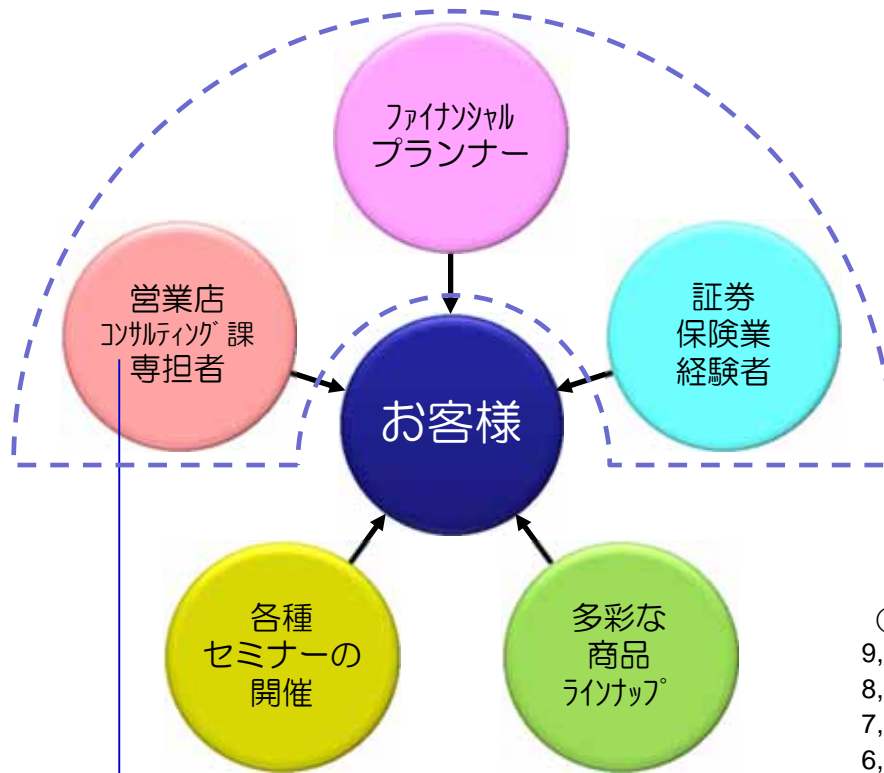 ﾌｧｲﾅﾝｼｬﾙ
プランナー
営業店
ｺﾝｻﾙﾃｨﾝｸﾞ課
専担者
証券
保険業
経験者
お客様
各種
セミナーの
開催
多彩な
商品
ﾗｲﾝﾅｯﾌﾟ
(
9,
8,
7,
6,